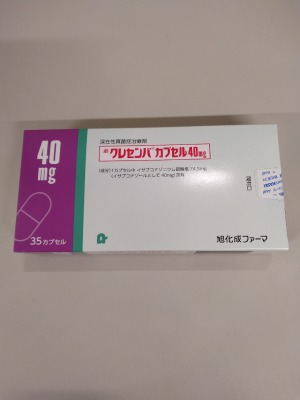 40
mg
35カプセル
深在性真菌症治療剤
クレセンバ®カプセル40mg
1カプセル中 イサブコナゾニウム硫酸塩74.5mg
(イサブコナゾールとして 40mg)含有
旭化成ファーマ